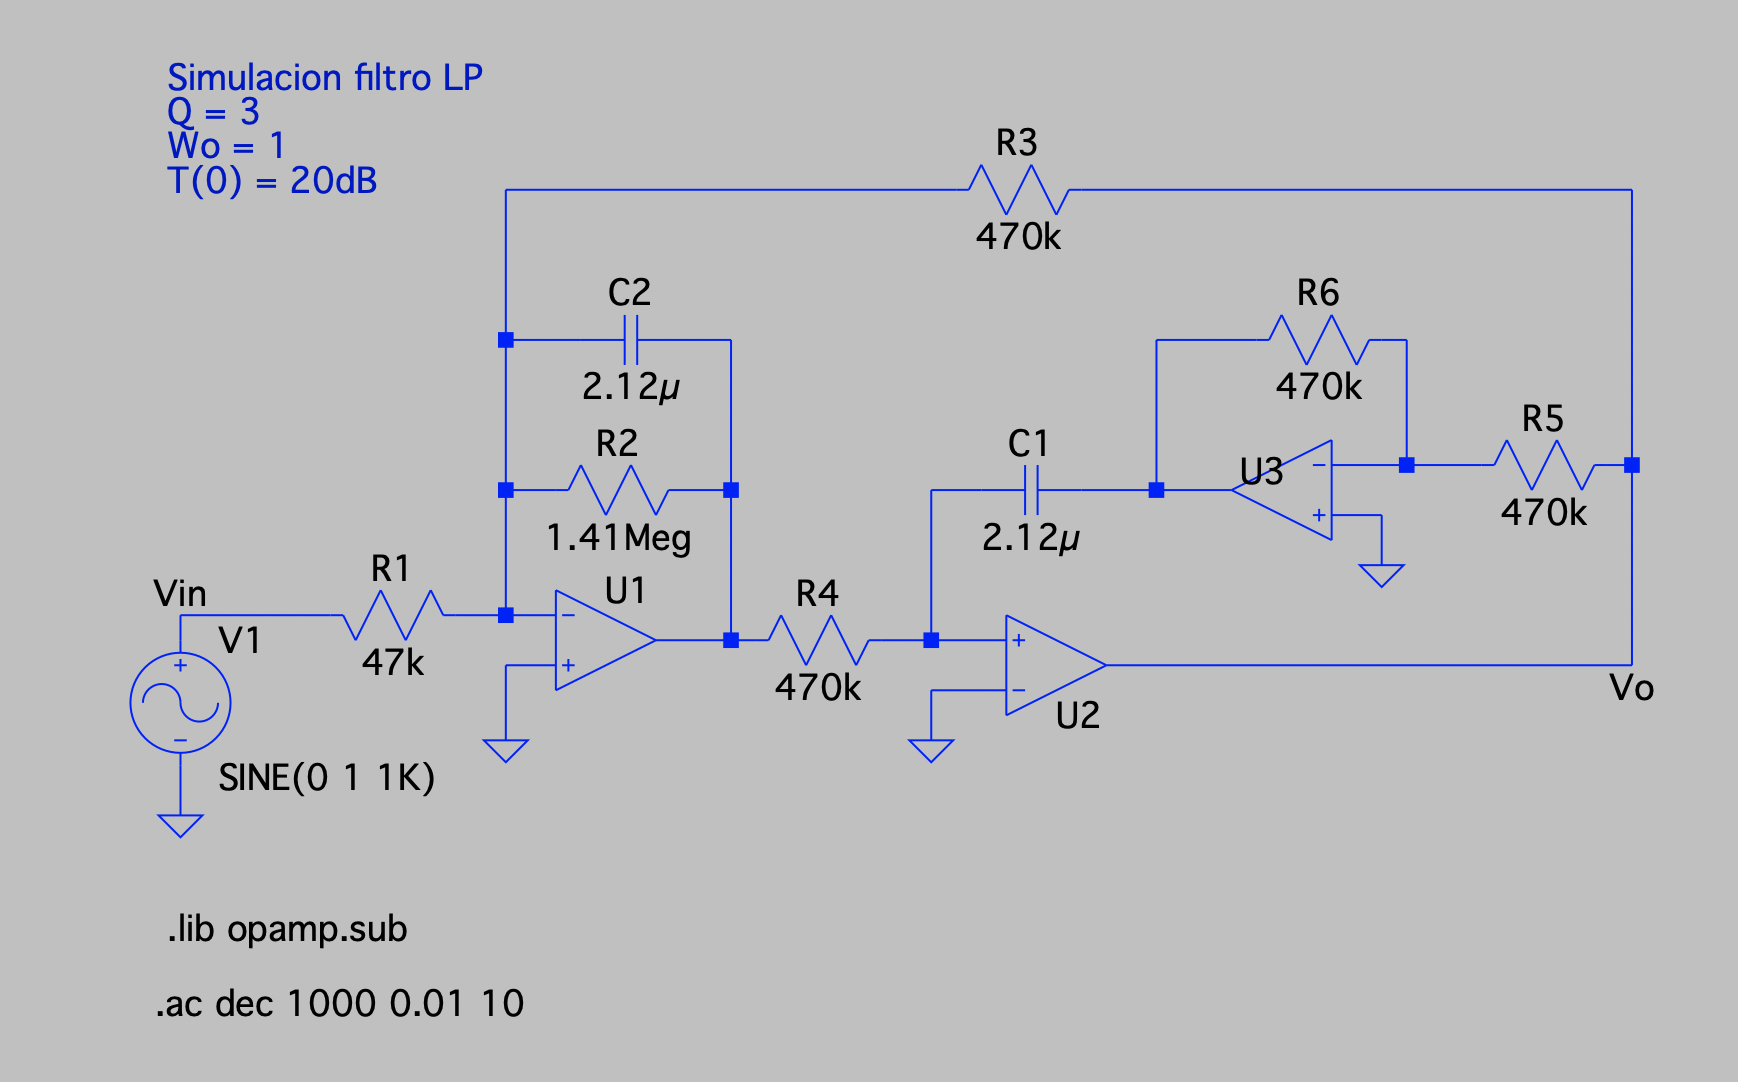 Simulacion filtro LP
Q = 3
Wo = 1
T(0) = 20dB
R3
470k
C2
2.12µ
R6
470k
R2
1.41Meg
C1
2.12µ
U3
R5
470k
Vin
R1
47k
V1
U1
R4
470k
U2
Vo
SINE(0 1 1K)
.lib opamp.sub
.ac dec 1000 0.01 10